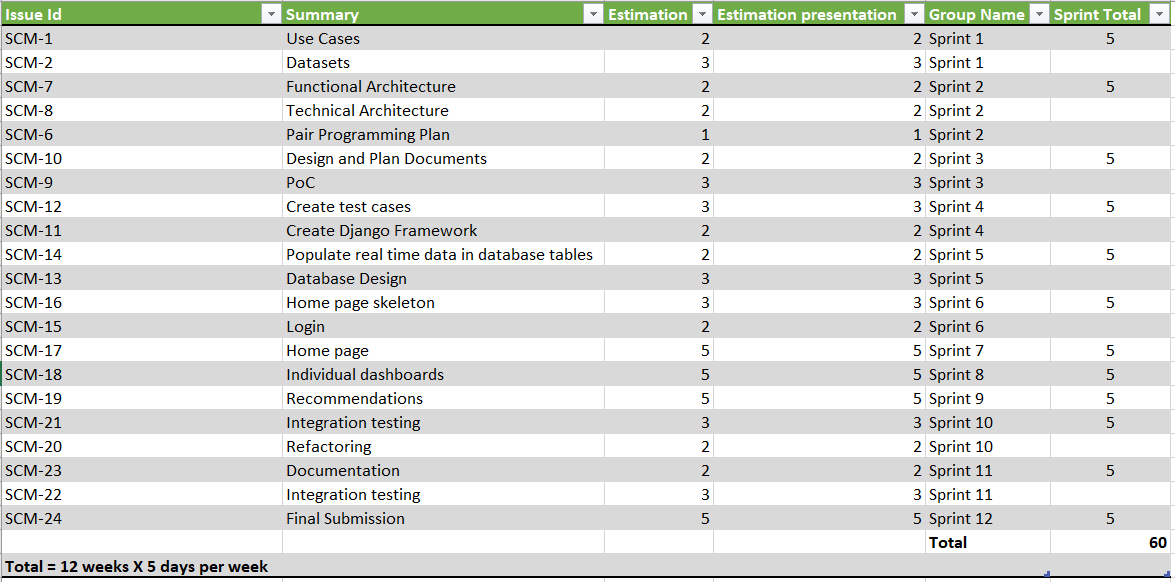 Issue Id Summary Estimation Estimation presentation Group Name Sprint Total
SCM-1 Use Cases 2 2 Sprint 1 5
SCM-2 Datasets 3 3 Sprint 1
SCM-7 Functional Architecture 2 2 Sprint 2 5
SCM-8 Technical Architecture 2 2 Sprint 2
SCM-6 Pair Programming Plan 1 1 Sprint 2
SCM-10 Design and Plan Documents 2 2 Sprint 3 5
SCM-9 PoC 3 3 Sprint 3
SCM-12 Create test cases 3 3 Sprint 4 5
SCM-11 Create Django Framework 2 2 Sprint 4
SCM-14 Populate real time data in database tables 2 2 Sprint 5 5
SCM-13 Database Design 3 3 Sprint 5
SCM-16 Home page skeleton 3 3 Sprint 6 5
SCM-15 Login 2 2 Sprint 6
SCM-17 Home page 5 5 Sprint 7 5
SCM-18 Individual dashboards 5 5 Sprint 8 5
SCM-19 Recommendations 5 5 Sprint 9 5
SCM-21 Integration testing 3 3 Sprint 10 5
SCM-20 Refactoring 2 2 Sprint 10
SCM-23 Documentation 2 2 Sprint 11 5
SCM-22 Integration testing 3 3 Sprint 11
SCM-24 Final Submission 5 5 Sprint 12 5
Total 60
Total = 12 weeks X 5 days per week